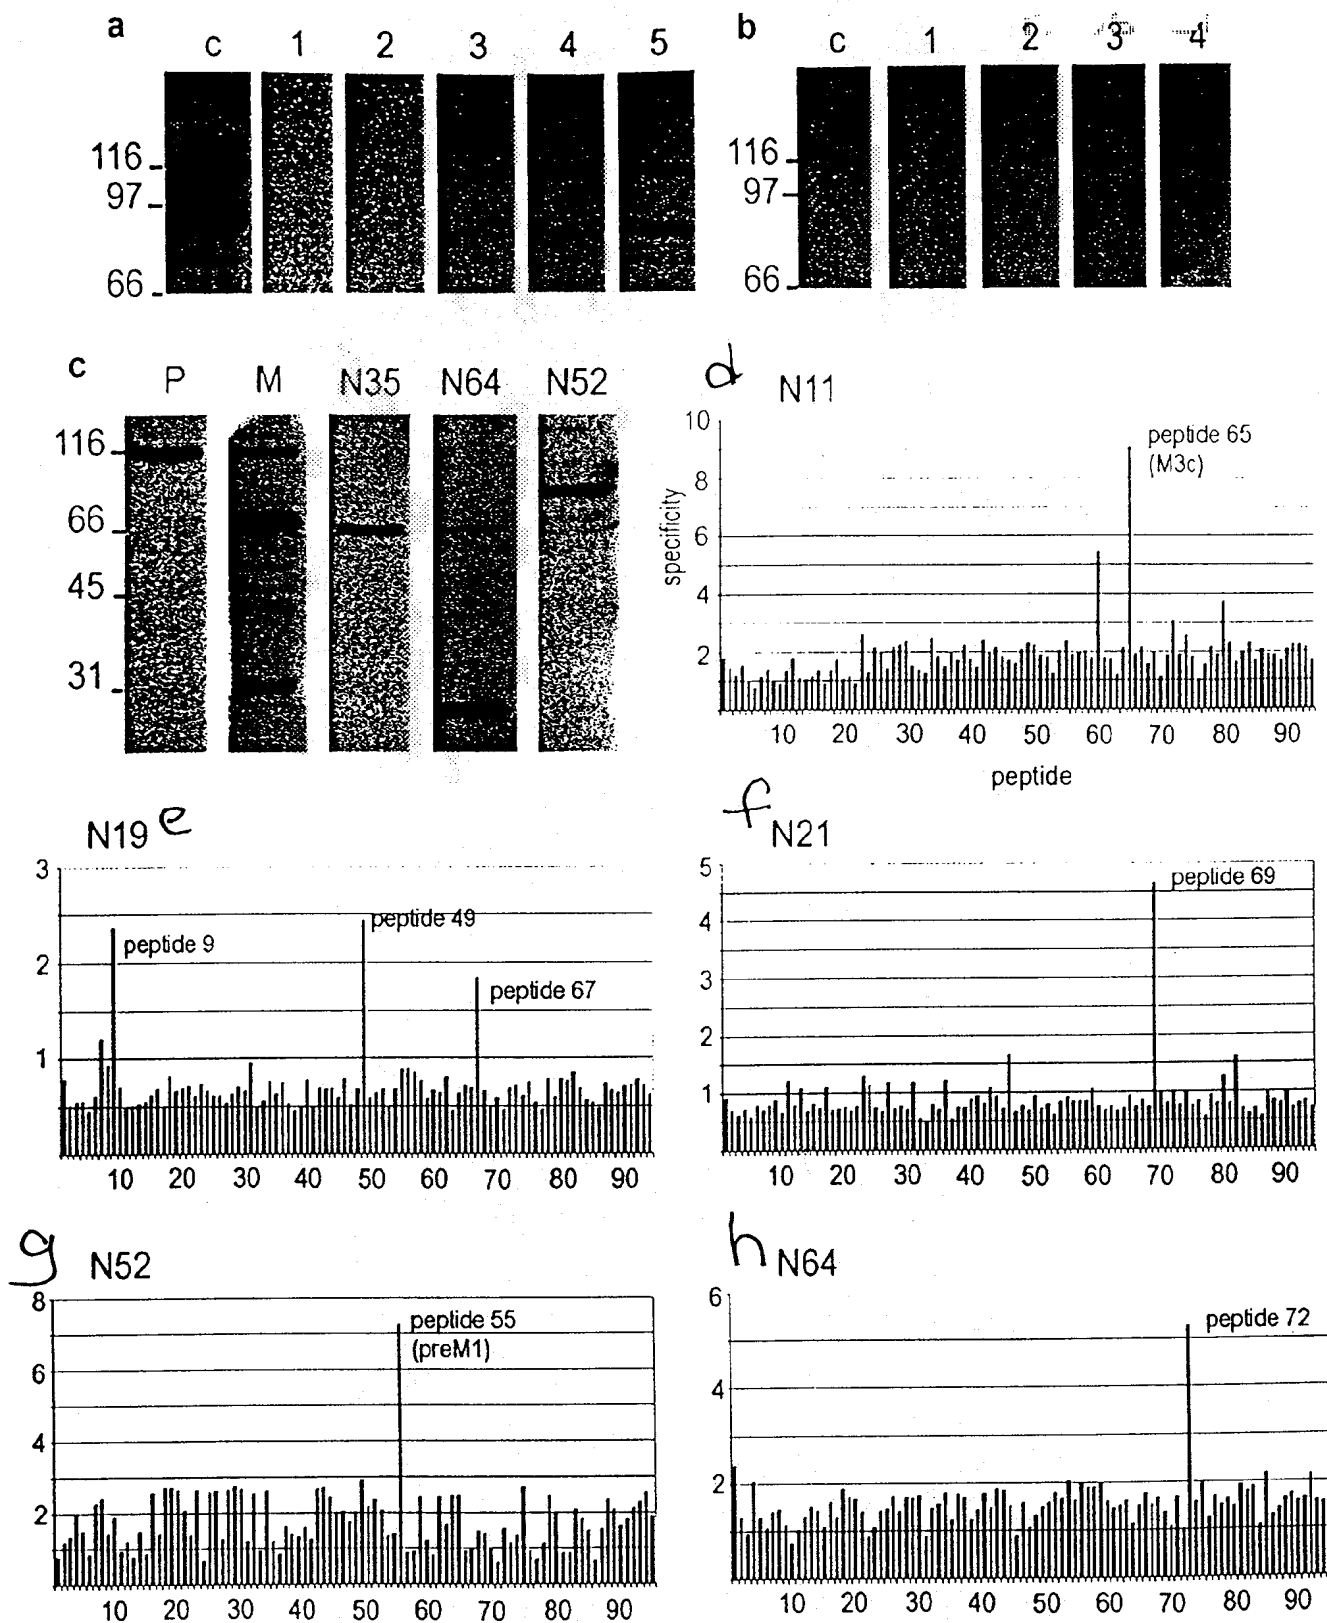 a
c 1 2 3 4 5
116
97
66
b
c 1 2 3 4
116
97
66
c
P M N35 N64 N52
116
66
45
31
d N11
10
8
6
4
2
specificity
peptide 65
(M3c)
10 20 30 40 50 60 70 80 90
peptide
N19 e
3
2
1
peptide 9
peptide 49
peptide 67
10 20 30 40 50 60 70 80 90
f N21
5
4
3
2
1
peptide 69
10 20 30 40 50 60 70 80 90
g N52
8
6
4
2
peptide 55
(preM1)
10 20 30 40 50 60 70 80 90
h N64
6
4
2
peptide 72
10 20 30 40 50 60 70 80 90